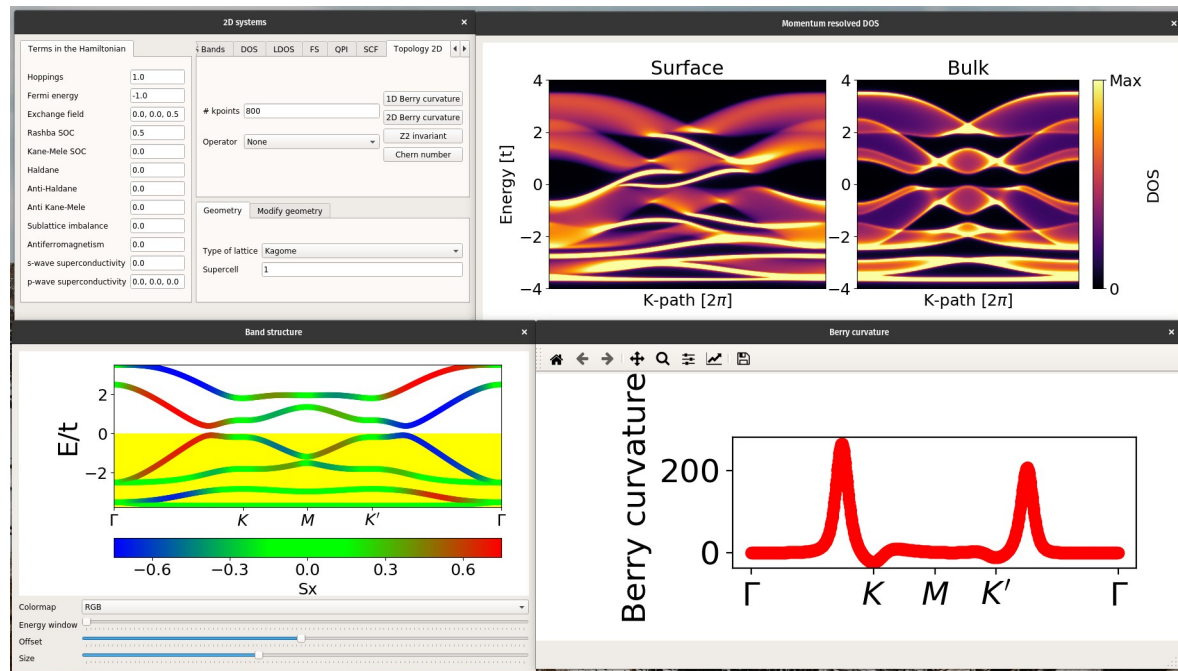 2D systems ×
Terms in the Hamiltonian
Hoppings 1.0
Fermi energy -1.0
Exchange field 0.0, 0.0, 0.5
Rashba SOC 0.5
Kane-Mele SOC 0.0
Haldane 0.0
Anti-Haldane 0.0
Anti Kane-Mele 0.0
Sublattice imbalance 0.0
Antiferromagnetism 0.0
s-wave superconductivity 0.0
p-wave superconductivity 0.0, 0.0, 0.0
Bands DOS LDOS FS QPI SCF Topology 2D
# kpoints 800
Operator None
1D Berry curvature
2D Berry curvature
Z2 invariant
Chern number
Geometry Modify geometry
Type of lattice Kagome
Supercell 1
Momentum resolved DOS ×
Surface Bulk
Energy [t]
4
2
0
−2
−4
K-path [2π]
4
2
0
−2
−4
K-path [2π]
Max
0
DOS
Band structure ×
E/t
2
0
−2
Γ K M K′ Γ
−0.6 −0.3 0.0 0.3 0.6
Sx
Colormap RGB
Energy window
Offset
Size
Berry curvature ×
Berry curvature
200
0
Γ K M K′ Γ